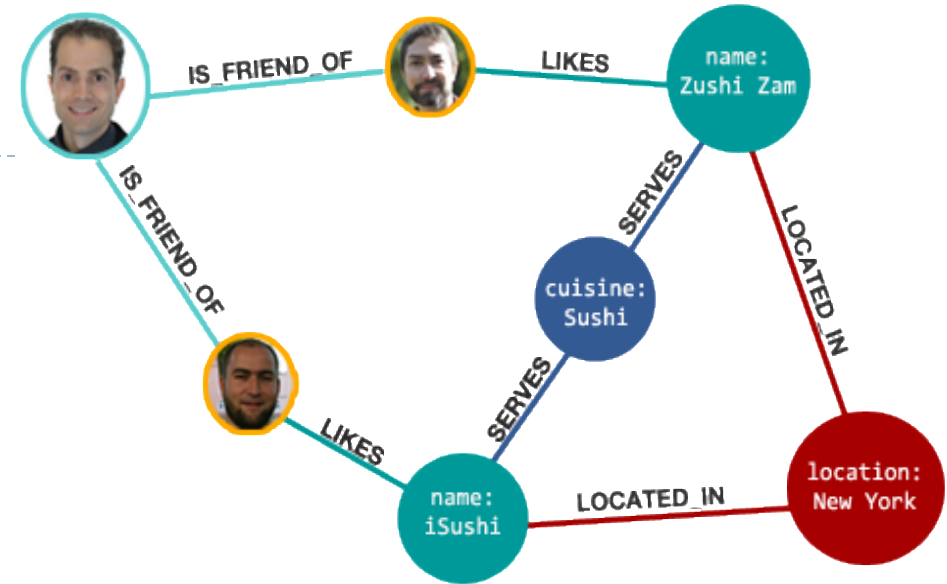 IS_FRIEND_OF
LIKES
name:
Zushi Zam
IS_FRIEND_OF
SERVES
LOCATED_IN
cuisine:
Sushi
SERVES
LIKES
name:
iSushi
LOCATED_IN
location:
New York